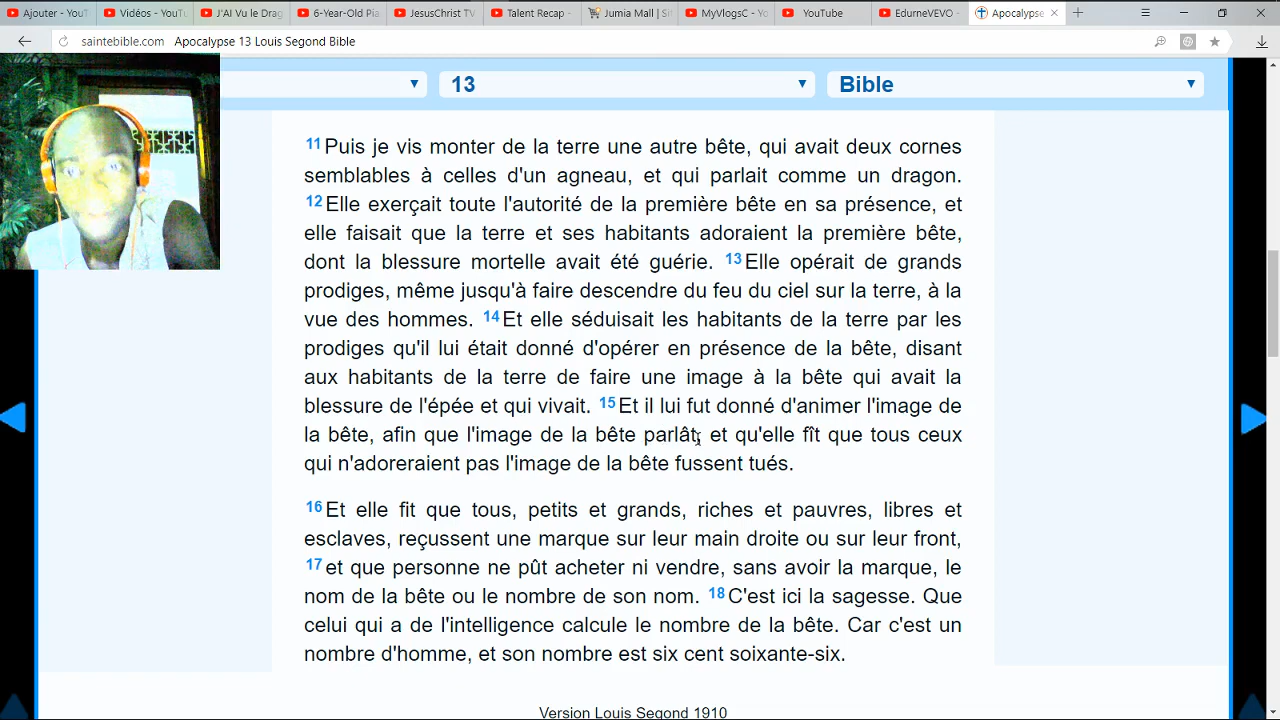 Ajouter - YouT
Vidéos - YouTu
J'AI Vu le Drag
6-Year-Old Pia
JesusChrist TV
Talent Recap -
Jumia Mall | Si
MyVlogsC - Yo
YouTube
EdurneVEVO -
Apocalypse
saintebible.com Apocalypse 13 Louis Segond Bible
13
Bible
11 Puis je vis monter de la terre une autre bête, qui avait deux cornes
semblables à celles d'un agneau, et qui parlait comme un dragon.
12 Elle exerçait toute l'autorité de la première bête en sa présence, et
elle faisait que la terre et ses habitants adoraient la première bête,
dont la blessure mortelle avait été guérie. 13 Elle opérait de grands
prodiges, même jusqu'à faire descendre du feu du ciel sur la terre, à la
vue des hommes. 14 Et elle séduisait les habitants de la terre par les
prodiges qu'il lui était donné d'opérer en présence de la bête, disant
aux habitants de la terre de faire une image à la bête qui avait la
blessure de l'épée et qui vivait. 15 Et il lui fut donné d'animer l'image de
la bête, afin que l'image de la bête parlât, et qu'elle fît que tous ceux
qui n'adoreraient pas l'image de la bête fussent tués.
16 Et elle fit que tous, petits et grands, riches et pauvres, libres et
esclaves, reçussent une marque sur leur main droite ou sur leur front,
17 et que personne ne pût acheter ni vendre, sans avoir la marque, le
nom de la bête ou le nombre de son nom. 18 C'est ici la sagesse. Que
celui qui a de l'intelligence calcule le nombre de la bête. Car c'est un
nombre d'homme, et son nombre est six cent soixante-six.
Version Louis Segond 1910